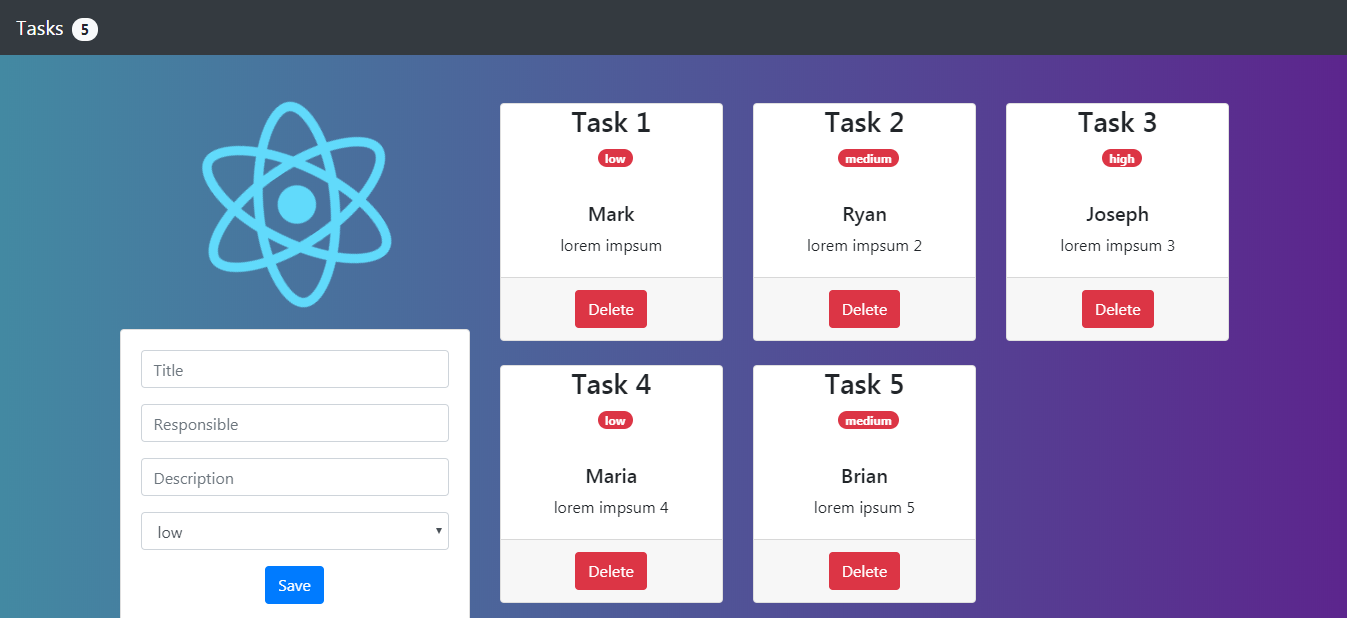 Tasks 5
Title
Responsible
Description
low
Save
Task 1
low
Mark
lorem impsum
Delete
Task 2
medium
Ryan
lorem impsum 2
Delete
Task 3
high
Joseph
lorem impsum 3
Delete
Task 4
low
Maria
lorem impsum 4
Delete
Task 5
medium
Brian
lorem ipsum 5
Delete